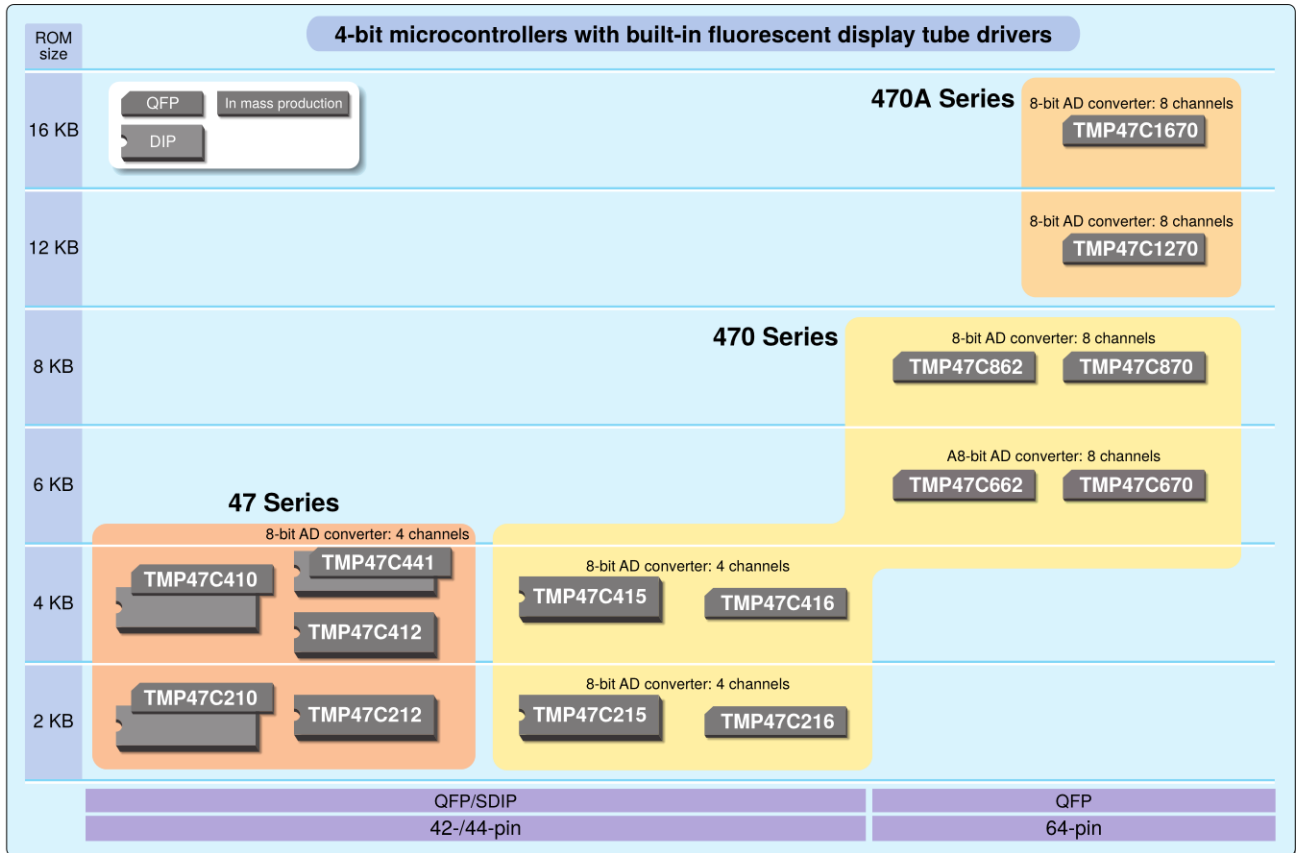 ROM
size
4-bit microcontrollers with built-in fluorescent display tube drivers
16 KB
QFP
In mass production
DIP
470A Series
8-bit AD converter: 8 channels
TMP47C1670
12 KB
8-bit AD converter: 8 channels
TMP47C1270
8 KB
470 Series
8-bit AD converter: 8 channels
TMP47C862
TMP47C870
6 KB
A8-bit AD converter: 8 channels
TMP47C662
TMP47C670
47 Series
8-bit AD converter: 4 channels
4 KB
TMP47C410
TMP47C441
TMP47C412
8-bit AD converter: 4 channels
TMP47C415
TMP47C416
2 KB
TMP47C210
TMP47C212
8-bit AD converter: 4 channels
TMP47C215
TMP47C216
QFP/SDIP
QFP
42-/44-pin
64-pin